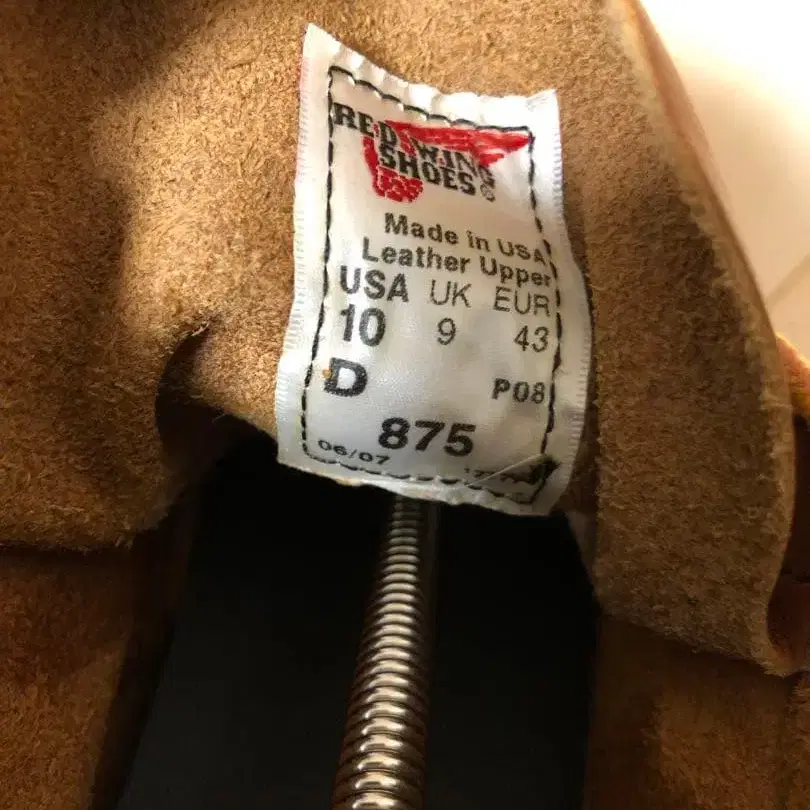 RED WING
SHOES®
Made in USA
Leather Upper
USA UK EUR
10 9 43
D P08
875
06/07